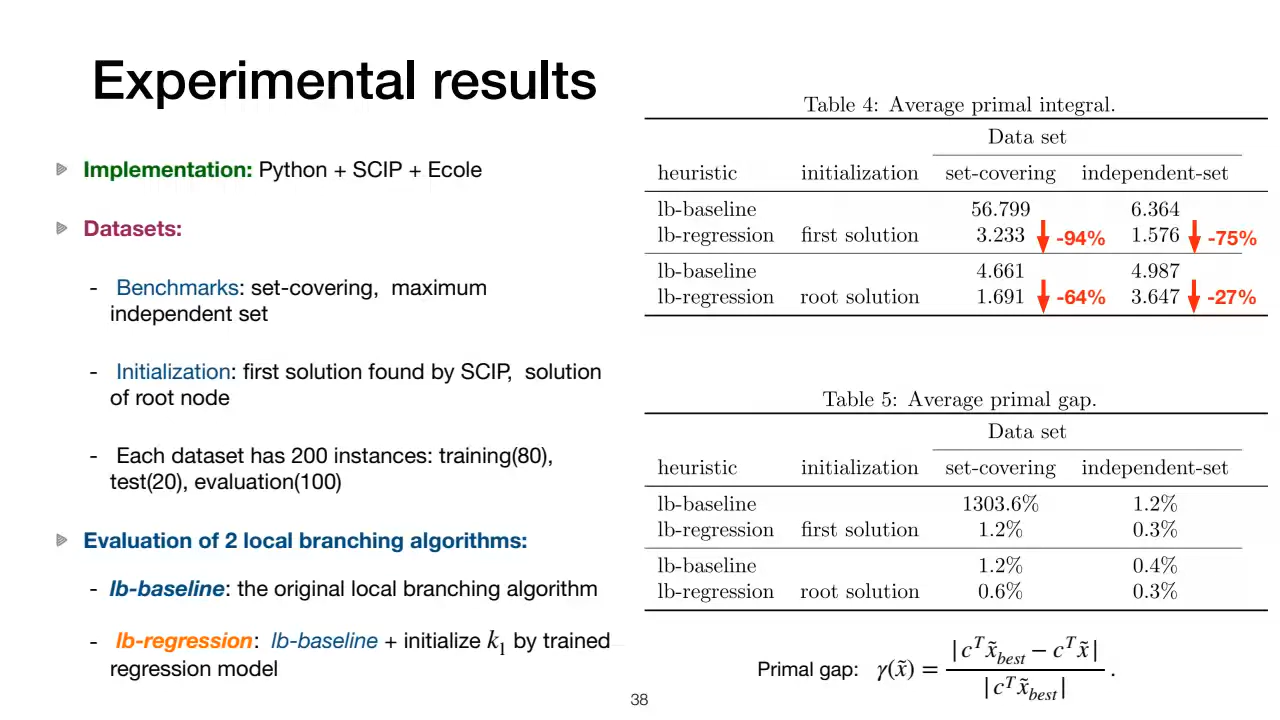 Experimental results
Implementation: Python + SCIP + Ecole
Datasets:
- Benchmarks: set-covering, maximum
independent set
- Initialization: first solution found by SCIP, solution
of root node
- Each dataset has 200 instances: training(80),
test(20), evaluation(100)
Evaluation of 2 local branching algorithms:
- lb-baseline: the original local branching algorithm
- lb-regression: lb-baseline + initialize k₁ by trained
regression model
Table 4: Average primal integral.
Data set
heuristic initialization set-covering independent-set
lb-baseline 56.799 6.364
lb-regression first solution 3.233 -94% 1.576 -75%
lb-baseline 4.661 4.987
lb-regression root solution 1.691 -64% 3.647 -27%
Table 5: Average primal gap.
Data set
heuristic initialization set-covering independent-set
lb-baseline 1303.6% 1.2%
lb-regression first solution 1.2% 0.3%
lb-baseline 1.2% 0.4%
lb-regression root solution 0.6% 0.3%
Primal gap: γ(x̃) = |cᵀx̃_best − cᵀx̃| / |cᵀx̃_best| .
38